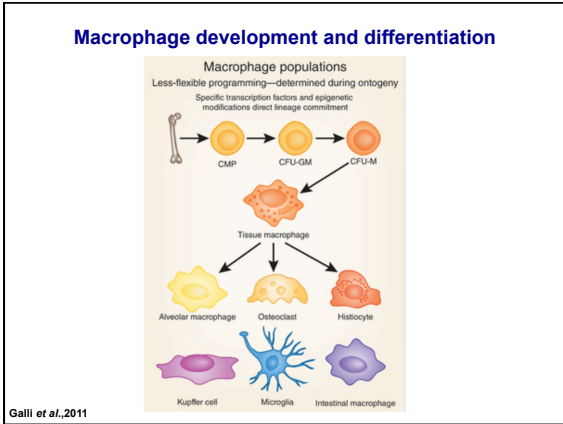 Macrophage development and differentiation
Macrophage populations
Less-flexible programming—determined during ontogeny
Specific transcription factors and epigenetic
modifications direct lineage commitment
CMP
CFU-GM
CFU-M
Tissue macrophage
Alveolar macrophage
Osteoclast
Histiocyte
Kupffer cell
Microglia
Intestinal macrophage
Galli et al.,2011